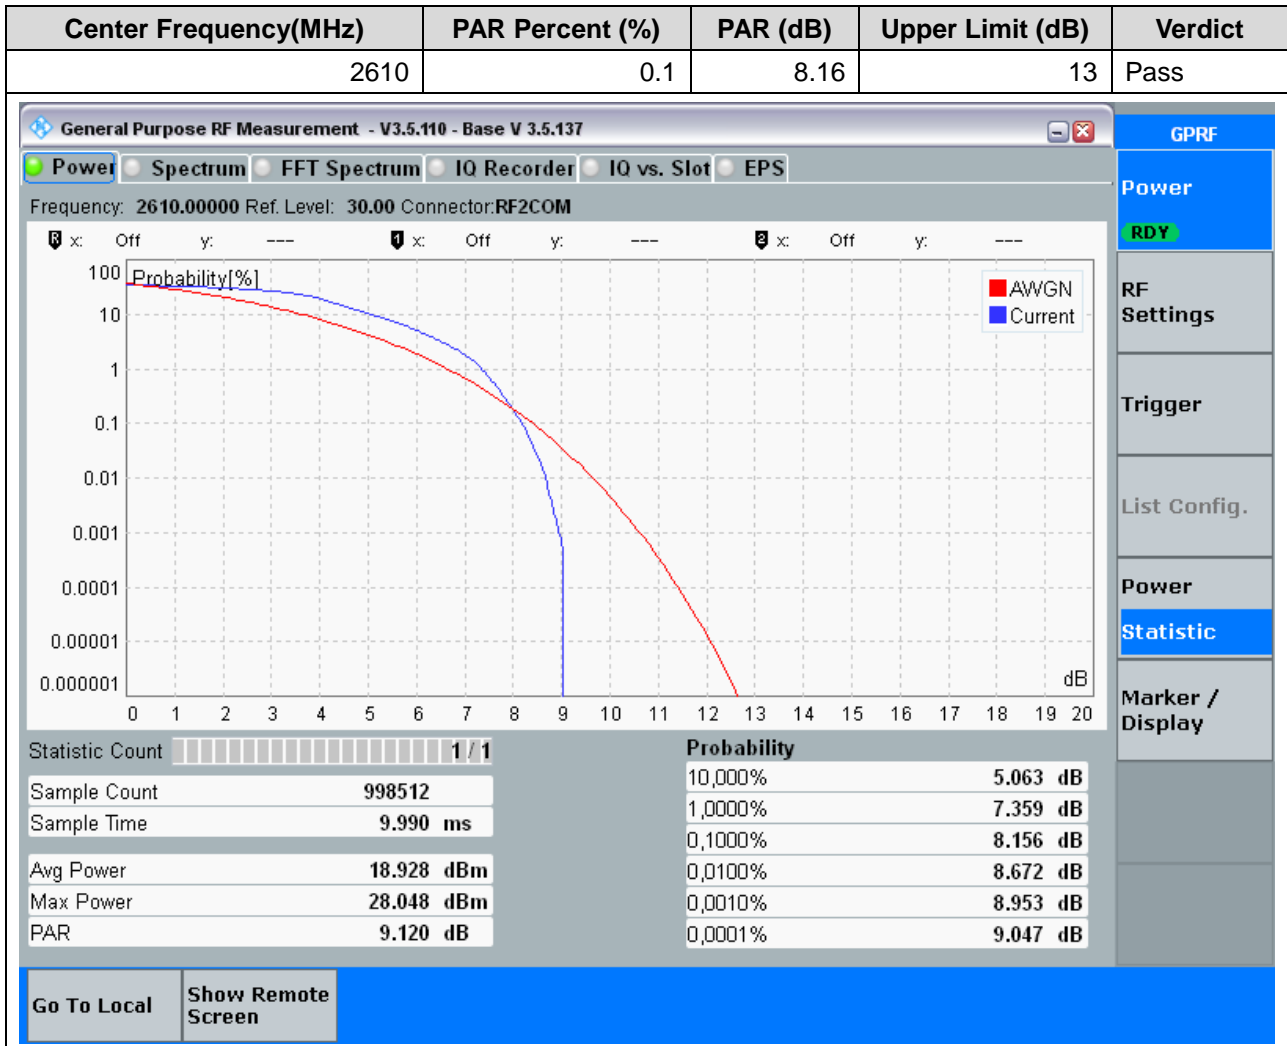 Center Frequency(MHz) PAR Percent (%) PAR (dB) Upper Limit (dB) Verdict
2610 0.1 8.16 13 Pass
General Purpose RF Measurement - V3.5.110 - Base V 3.5.137
GPRF
Power Spectrum FFT Spectrum IQ Recorder IQ vs. Slot EPS
Power
RDY
Frequency: 2610.00000 Ref. Level: 30.00 Connector:RF2COM
R x: Off y: --- 1 x: Off y: --- 2 x: Off y: ---
Probability[%]
AWGN
Current
100
10
1
0.1
0.01
0.001
0.0001
0.00001
0.000001
dB
0 1 2 3 4 5 6 7 8 9 10 11 12 13 14 15 16 17 18 19 20
RF
Settings
Trigger
List Config.
Power
Statistic
Marker /
Display
Statistic Count 1 / 1
Sample Count 998512
Sample Time 9.990 ms
Avg Power 18.928 dBm
Max Power 28.048 dBm
PAR 9.120 dB
Probability
10,000% 5.063 dB
1,0000% 7.359 dB
0,1000% 8.156 dB
0,0100% 8.672 dB
0,0010% 8.953 dB
0,0001% 9.047 dB
Go To Local
Show Remote
Screen